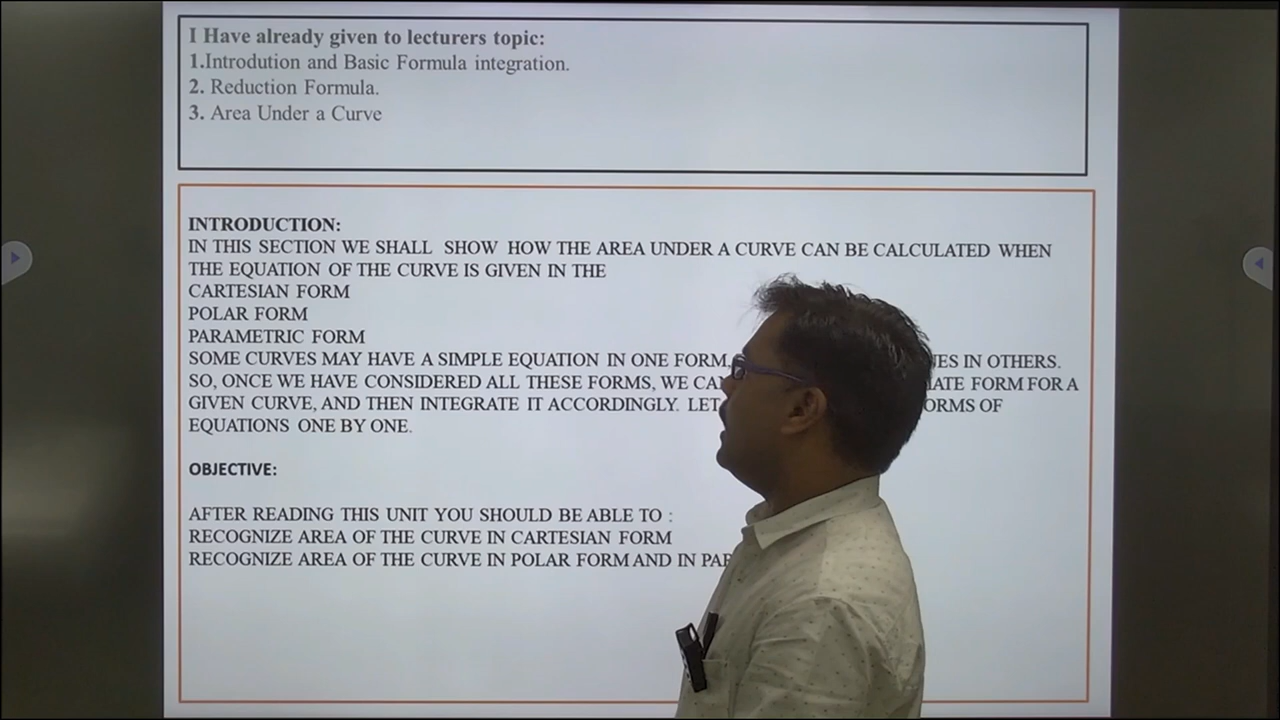 I Have already given to lecturers topic:
1.Introdution and Basic Formula integration.
2. Reduction Formula.
3. Area Under a Curve
INTRODUCTION:
IN THIS SECTION WE SHALL SHOW HOW THE AREA UNDER A CURVE CAN BE CALCULATED WHEN
THE EQUATION OF THE CURVE IS GIVEN IN THE
CARTESIAN FORM
POLAR FORM
PARAMETRIC FORM
SOME CURVES MAY HAVE A SIMPLE EQUATION IN ONE FORM, IN OTHERS.
SO, ONCE WE HAVE CONSIDERED ALL THESE FORMS, WE FORM FOR A
GIVEN CURVE, AND THEN INTEGRATE IT ACCORDINGLY. LET OF
EQUATIONS ONE BY ONE.
OBJECTIVE:
AFTER READING THIS UNIT YOU SHOULD BE ABLE TO :
RECOGNIZE AREA OF THE CURVE IN CARTESIAN FORM
RECOGNIZE AREA OF THE CURVE IN POLAR FORM AND IN